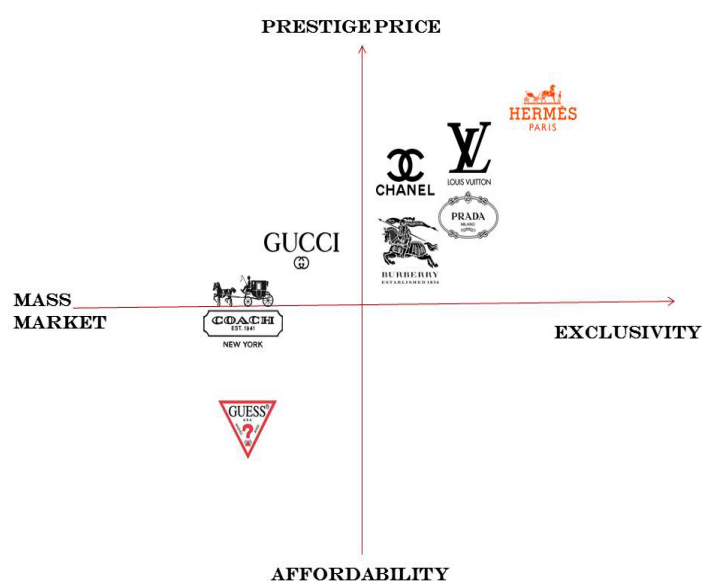 PRESTIGE PRICE
HERMÈS
PARIS
CHANEL
LOUIS VUITTON
PRADA
MILANO
GUCCI
BURBERRY
ESTABLISHED 1856
MASS
MARKET
COACH
EST. 1941
NEW YORK
EXCLUSIVITY
GUESS
?
AFFORDABILITY